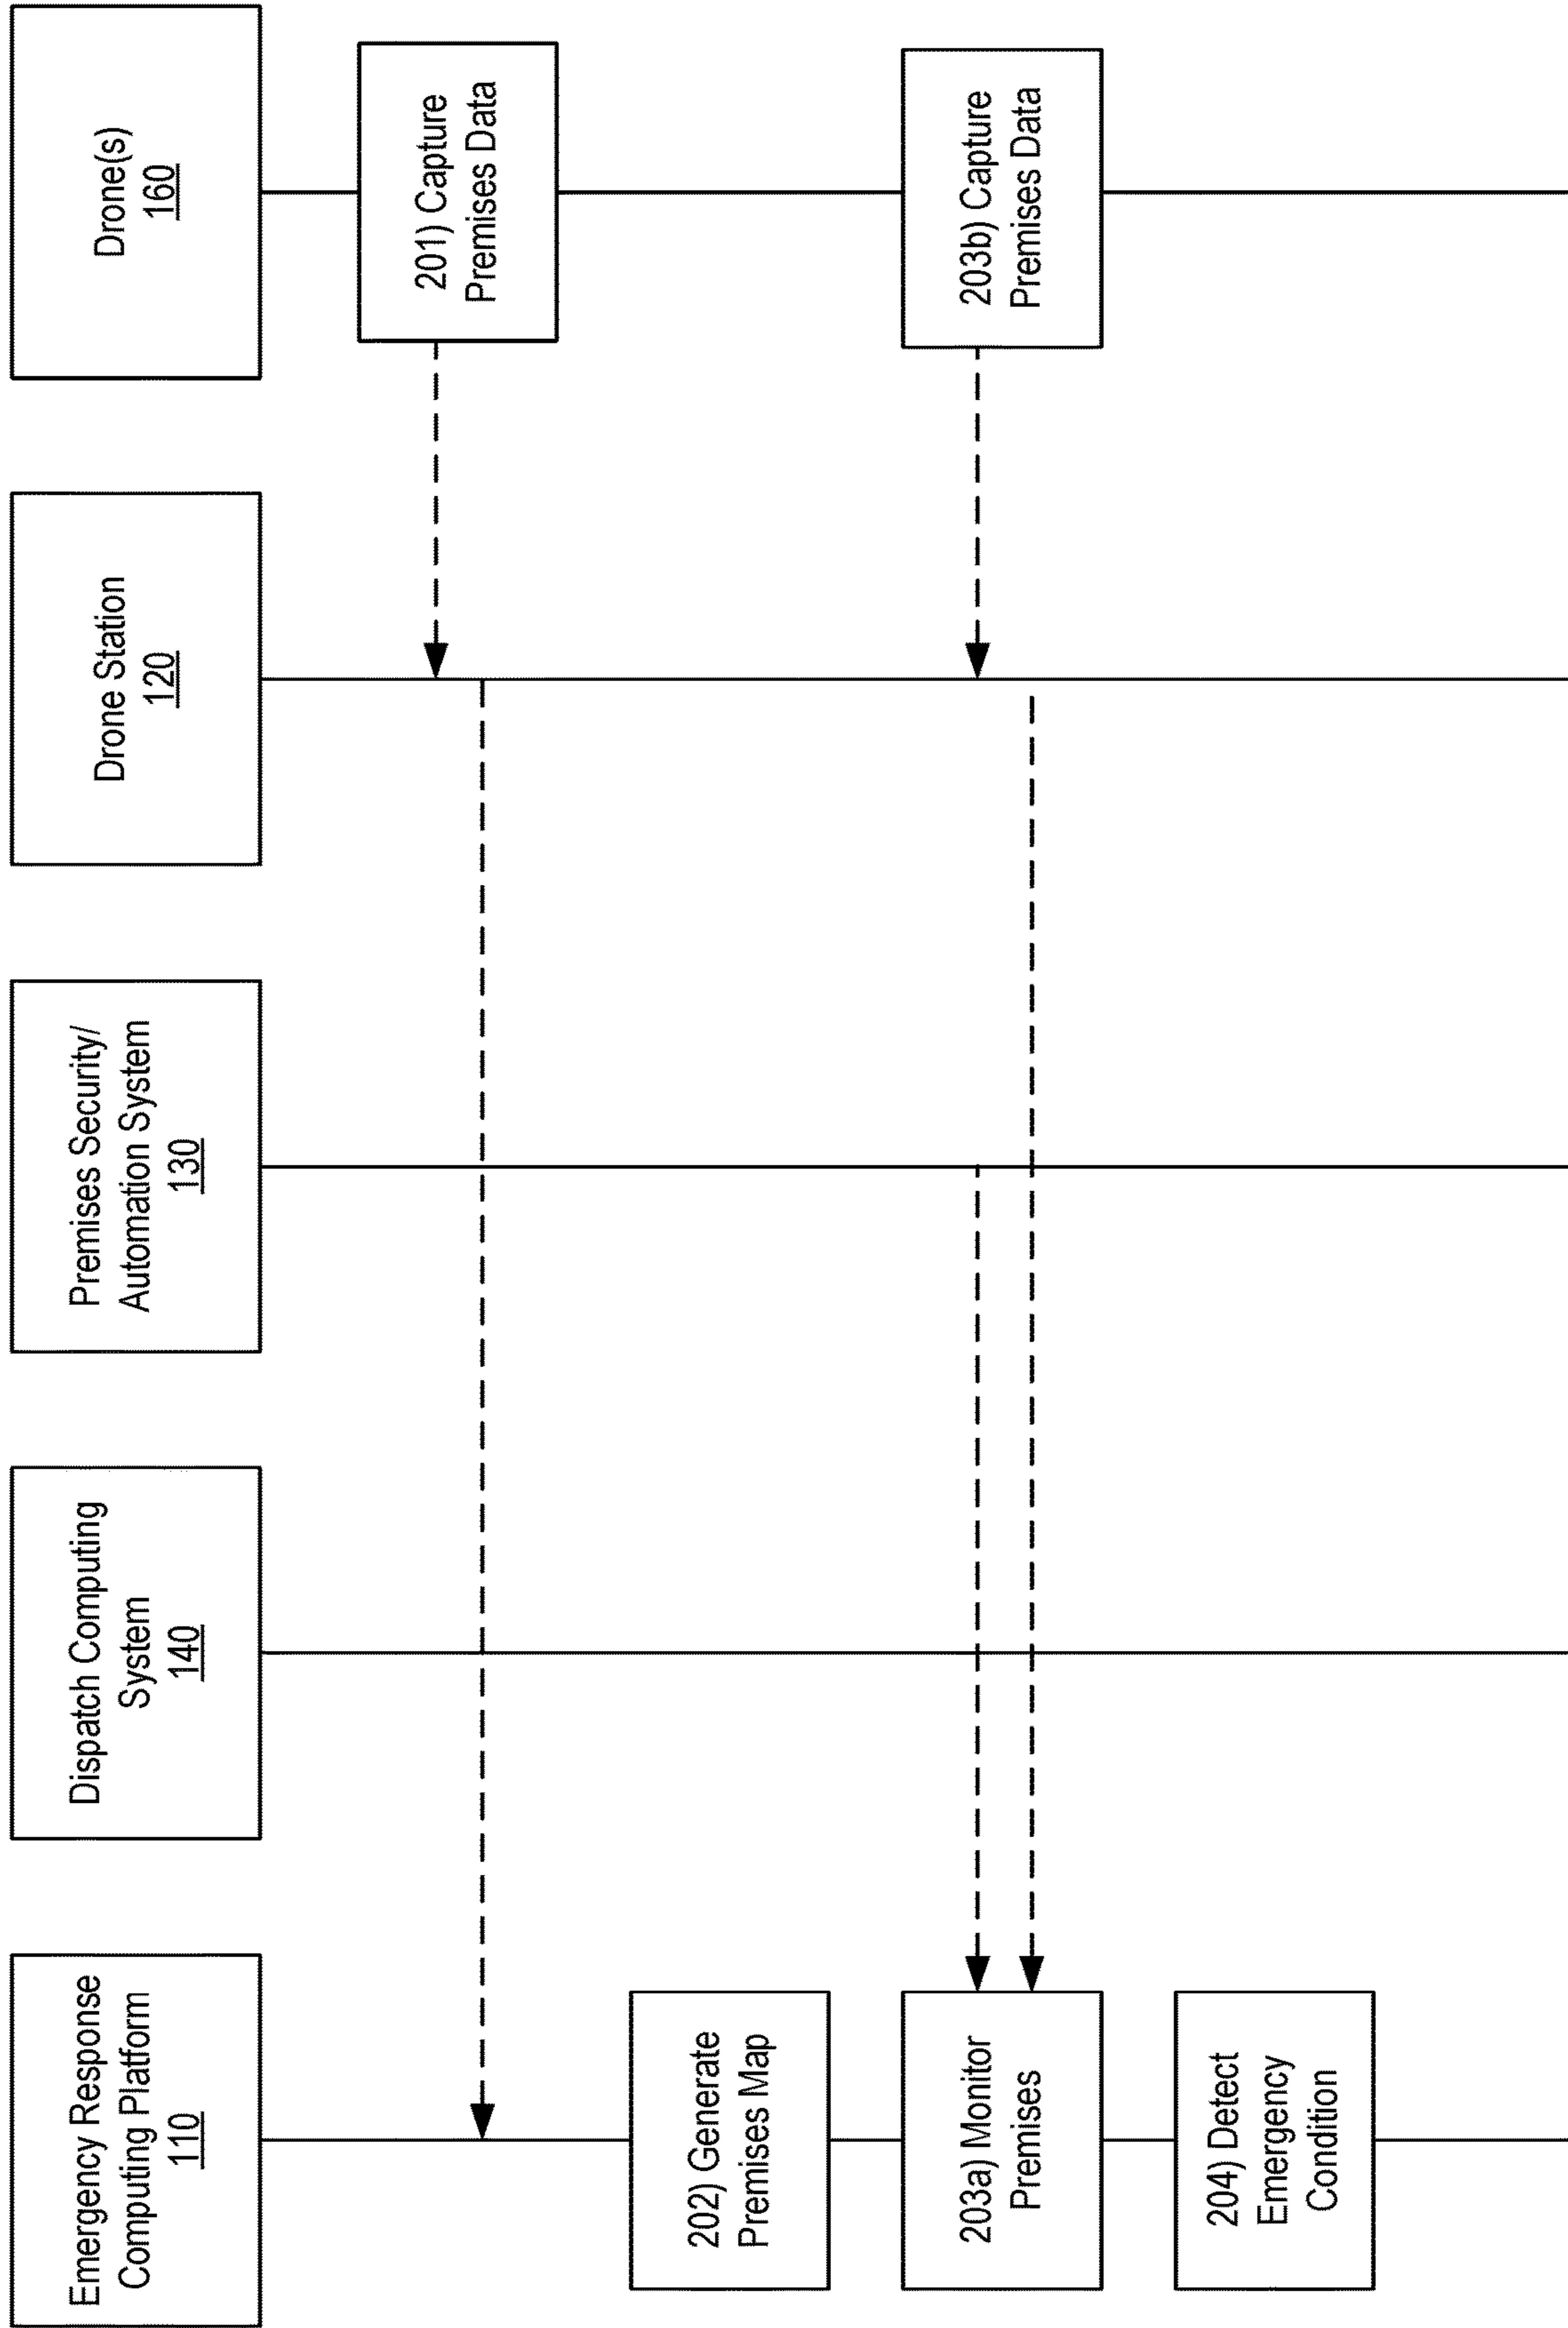 Emergency Response
Computing Platform
110
Dispatch Computing
System
140
Premises Security/
Automation System
130
Drone Station
120
Drone(s)
160
201) Capture
Premises Data
202) Generate
Premises Map
203a) Monitor
Premises
203b) Capture
Premises Data
204) Detect
Emergency
Condition